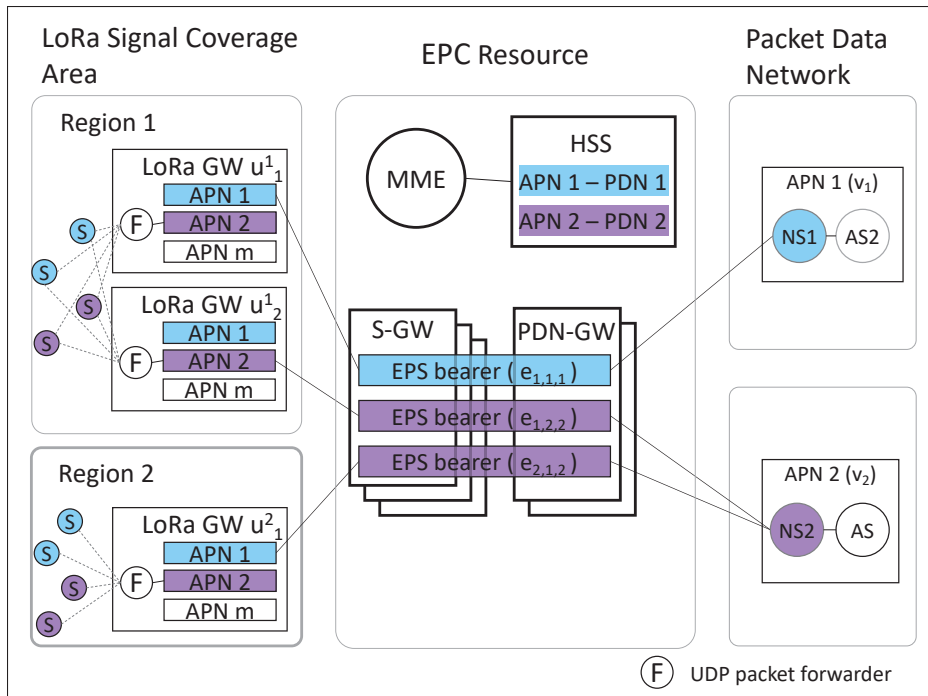 LoRa Signal Coverage
Area
EPC Resource
Packet Data
Network
Region 1
LoRa GW u¹₁
APN 1
APN 2
APN m
F
S
S
S
S
LoRa GW u¹₂
APN 1
APN 2
APN m
F
Region 2
LoRa GW u²₁
APN 1
APN 2
APN m
F
S
S
S
S
MME
HSS
APN 1 – PDN 1
APN 2 – PDN 2
S-GW
PDN-GW
EPS bearer ( e₁,₁,₁ )
EPS bearer ( e₁,₂,₂ )
EPS bearer ( e₂,₁,₂ )
APN 1 (v₁)
NS1
AS2
APN 2 (v₂)
NS2
AS
F UDP packet forwarder